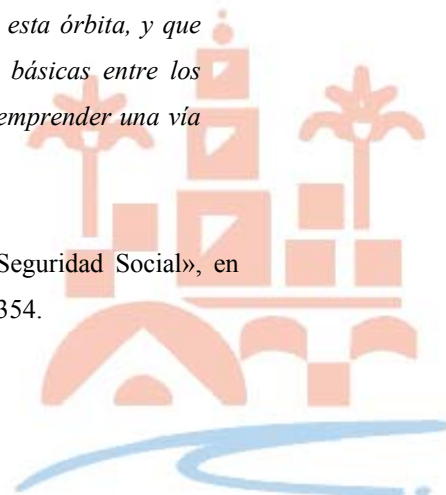 esta órbita, y que
básicas entre los
emprender una vía
Seguridad Social», en
354.